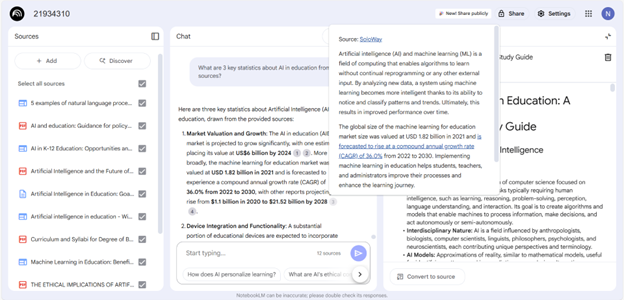 21934310
New! Share publicly
Share
Settings
N
Sources
Add
Discover
Select all sources
5 examples of natural language proce...
AI and education: Guidance for policy...
AI in K-12 Education: Opportunities an...
Artificial Intelligence and the Future of...
Artificial Intelligence in Education: Goa...
Artificial intelligence in education - Wi...
Curriculum and Syllabi for Degree of B...
Machine Learning in Education: Benefi...
THE ETHICAL IMPLICATIONS OF ARTIF...
Chat
What are 3 key statistics about AI in education from
sources?
Here are three key statistics about Artificial Intelligence (AI
education, drawn from the provided sources:
1. Market Valuation and Growth: The AI in education (AIE
market is projected to grow significantly, with one estim
placing its value at US$6 billion by 2024 1 2. More
broadly, the machine learning for education market was
valued at USD 1.82 billion in 2021 and is forecasted to
experience a compound annual growth rate (CAGR) of
36.0% from 2022 to 2030, with other reports projecting
rise from $1.1 billion in 2020 to $21.52 billion by 2028 3
4.
2. Device Integration and Functionality: A substantial
portion of educational devices are expected to incorporate
Start typing...
12 sources
How does AI personalize learning?
What are AI's ethical co
Source: SoloWay
Artificial intelligence (AI) and machine learning (ML) is a
field of computing that enables algorithms to learn
without continual reprogramming or any other external
input. By analyzing new data, a system using machine
learning becomes more intelligent thanks to its ability to
notice and classify patterns and trends. Ultimately, this
results in improved performance over time.
The global size of the machine learning for education
market size was valued at USD 1.82 billion in 2021 and is
forecasted to rise at a compound annual growth rate
(CAGR) of 36.0% from 2022 to 2030. Implementing
machine learning in education helps students, teachers,
and administrators improve their processes and
enhance the learning journey.
Study Guide
n Education: A
y Guide
Intelligence
of computer science focused on
sks typically requiring human
intelligence, such as learning, reasoning, problem-solving, perception,
language understanding, and interaction. Its goal is to create algorithms
and models that enable machines to process information, make decisions, and
act autonomously or semi-autonomously.
• Interdisciplinary Nature: AI is a field influenced by anthropologists,
biologists, computer scientists, linguists, philosophers, psychologists, and
neuroscientists, each contributing unique perspectives and terminology.
• AI Models: Approximations of reality, similar to mathematical models, useful
Convert to source
NotebookLM can be inaccurate; please double check its responses.